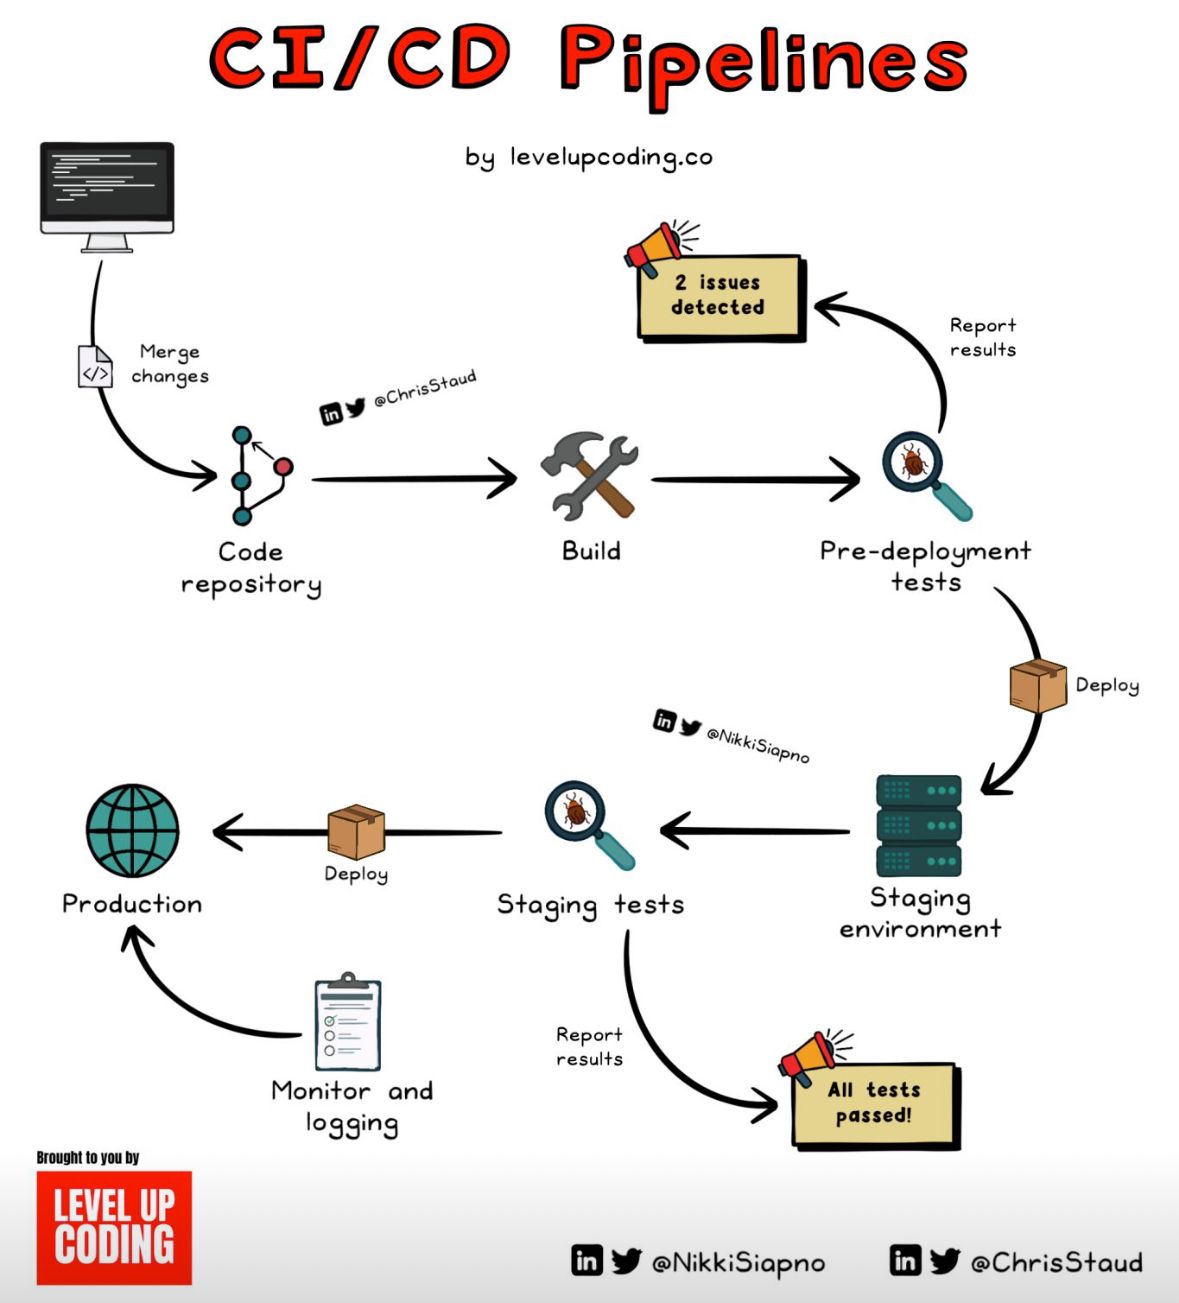 CI/CD Pipelines
by levelupcoding.co
2 issues
detected
Report
results
Merge
changes
@ChrisStaud
Code
repository
Build
Pre-deployment
tests
Deploy
@NikkiSiapno
Production
Deploy
Staging tests
Staging
environment
Report
results
Monitor and
logging
All tests
passed!
Brought to you by
LEVEL UP
CODING
in @NikkiSiapno
in @ChrisStaud